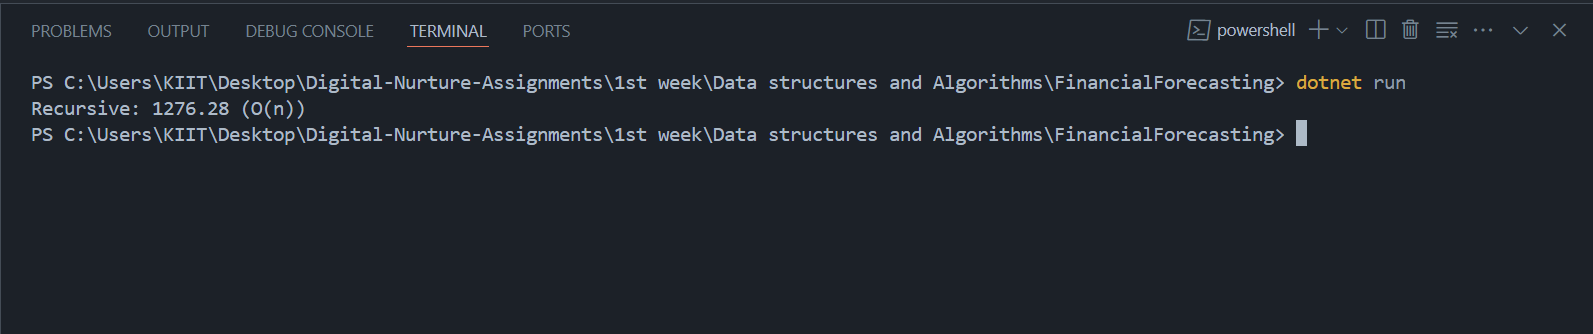 PROBLEMS OUTPUT DEBUG CONSOLE TERMINAL PORTS powershell
PS C:\Users\KIIT\Desktop\Digital-Nurture-Assignments\1st week\Data structures and Algorithms\FinancialForecasting> dotnet run
Recursive: 1276.28 (O(n))
PS C:\Users\KIIT\Desktop\Digital-Nurture-Assignments\1st week\Data structures and Algorithms\FinancialForecasting>